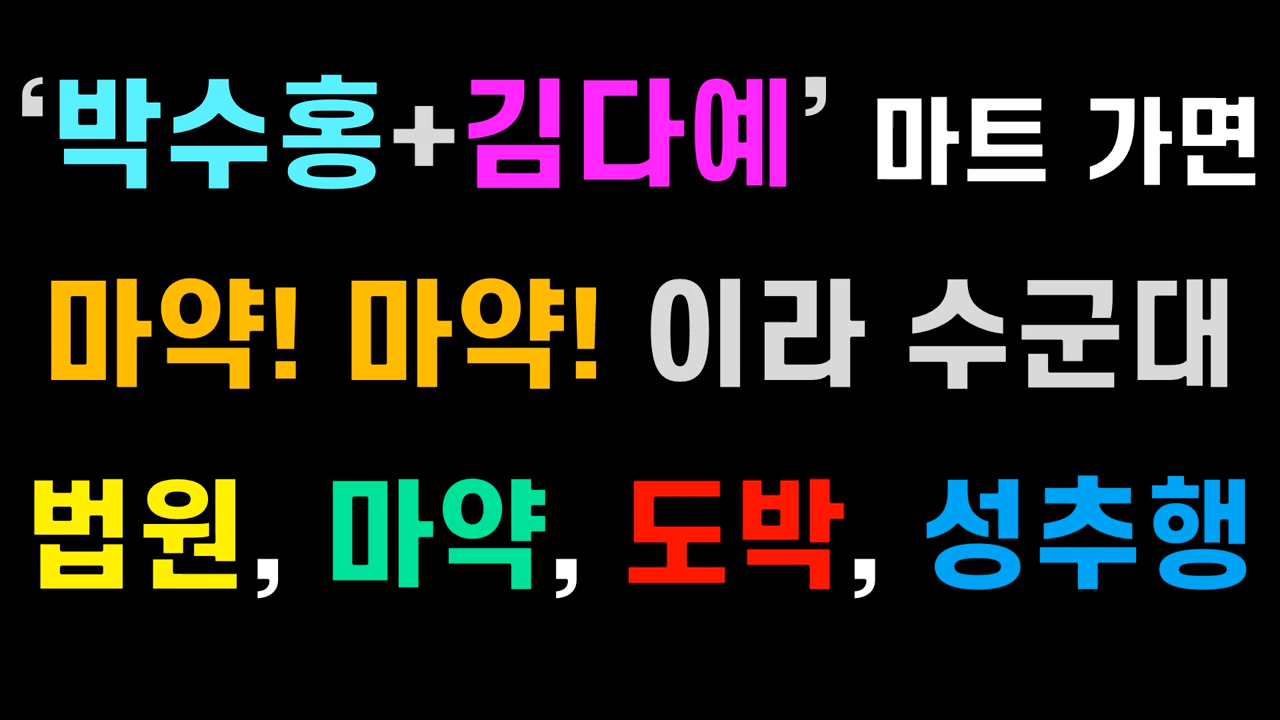 ‘박수홍+김다예’ 마트 가면
마약! 마약! 이라 수군대
법원, 마약, 도박, 성추행